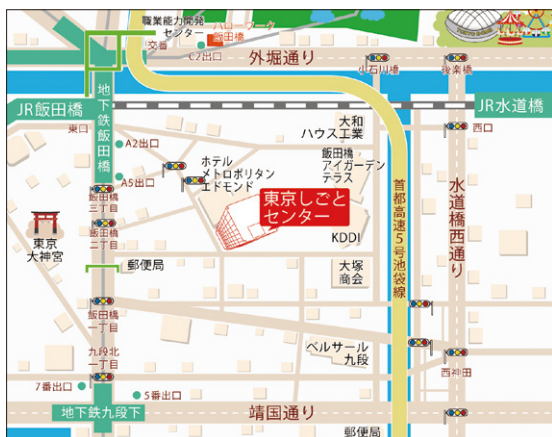 職業能力開発
センター
ハローワーク
飯田橋
交番
C2出口
外堀通り
小石川橋
後楽橋
TOKYO DOME
地下鉄飯田橋
JR飯田橋
JR水道橋
東口
西口
A2出口
大和
ハウス工業
A5出口
ホテル
メトロポリタン
エドモンド
飯田橋
アイガーデン
テラス
飯田橋
三丁目
東京しごと
センター
首都高速5号池袋線
水道橋西通り
飯田橋
二丁目
東京
大神宮
KDDI
郵便局
大塚
商会
飯田橋
一丁目
九段北
一丁目
ベルサール
九段
西神田
7番出口
5番出口
地下鉄九段下
靖国通り
郵便局